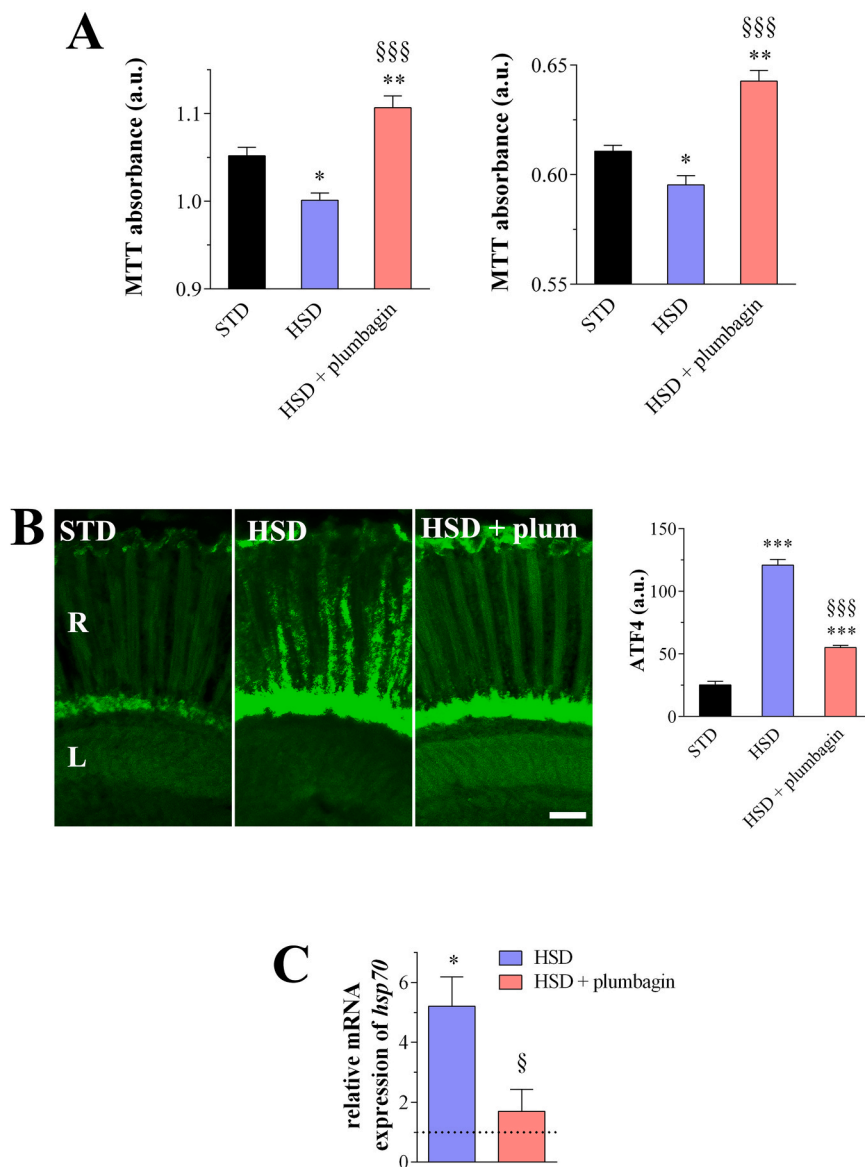 A
MTT absorbance (a.u.)
1.1
1.0
0.9
*
§§§
**
STD
HSD
HSD + plumbagin
MTT absorbance (a.u.)
0.65
0.60
0.55
*
§§§
**
STD
HSD
HSD + plumbagin
B
STD
HSD
HSD + plum
R
L
ATF4 (a.u.)
150
100
50
0
***
§§§
***
STD
HSD
HSD + plumbagin
C
relative mRNA
expression of hsp70
6
4
2
0
*
§
HSD
HSD + plumbagin